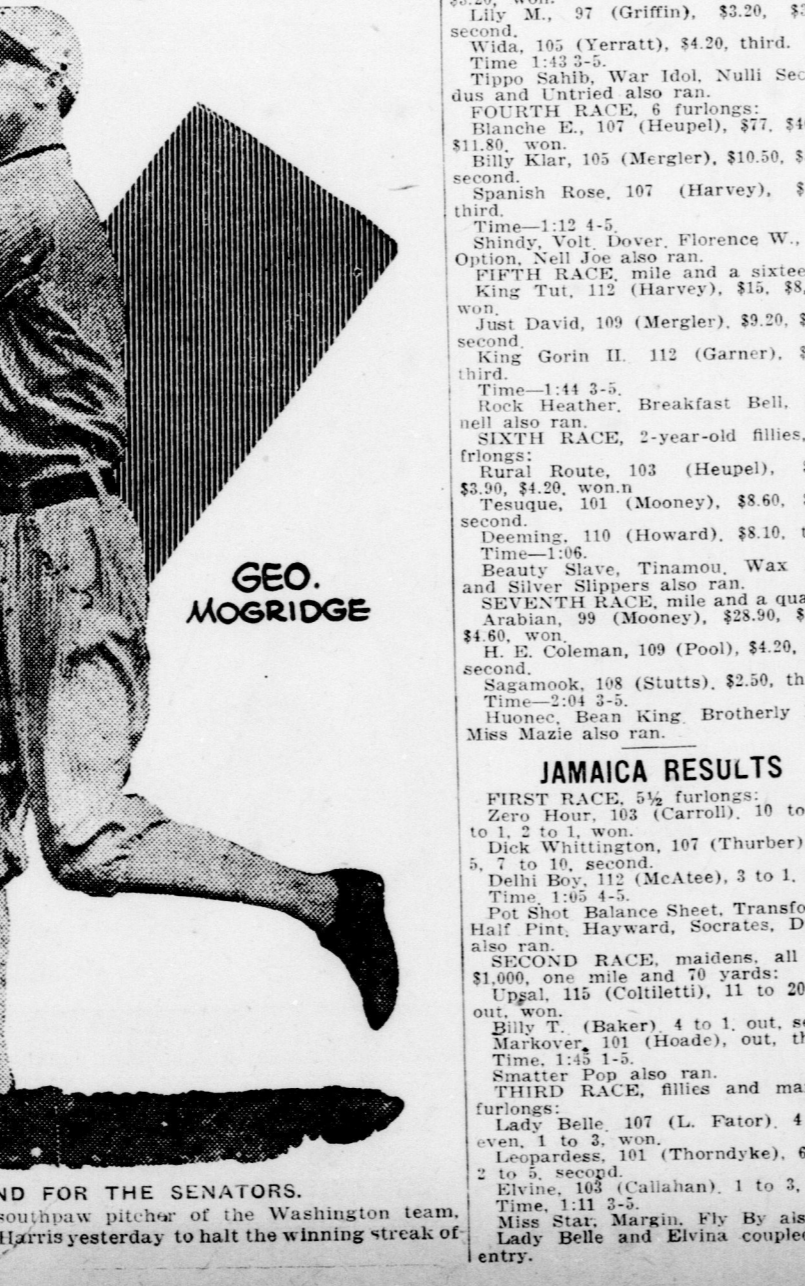 GEO.
MOGRIDGE
ND FOR THE SENATORS.
southpaw pitcher of the Washington team,
Harris yesterday to halt the winning streak of
Lily M., 97 (Griffin), $3.20,
second.
Wida, 105 (Yerratt), $4.20, third.
Time 1:43 3-5.
Tippo Sahib, War Idol, Nulli Sec
dus and Untried also ran.
FOURTH RACE, 6 furlongs:
Blanche E., 107 (Heupel), $77,
$11.80, won.
Billy Klar, 105 (Mergler), $10.50, $
second.
Spanish Rose, 107 (Harvey), $
third.
Time—1:12 4-5.
Shindy, Volt, Dover, Florence W.,
Option, Nell Joe also ran.
FIFTH RACE, mile and a sixtee
King Tut, 112 (Harvey), $15, $8,
won.
Just David, 109 (Mergler), $9.20, $
second.
King Gorin II. 112 (Garner), $
third.
Time—1:44 3-5.
Rock Heather, Breakfast Bell,
nell also ran.
SIXTH RACE, 2-year-old fillies,
frlongs:
Rural Route, 103 (Heupel),
$3.90, $4.20, won.n
Tesuque, 101 (Mooney), $8.60,
second.
Deeming, 110 (Howard), $8.10, t
Time—1:06.
Beauty Slave, Tinamou, Wax
and Silver Slippers also ran.
SEVENTH RACE, mile and a qua
Arabian, 99 (Mooney), $28.90, $
$4.60, won.
H. E. Coleman, 109 (Pool), $4.20,
second.
Sagamook, 108 (Stutts), $2.50, th
Time—2:04 3-5.
Huonec, Bean King, Brotherly
Miss Mazie also ran.
JAMAICA RESULTS
FIRST RACE, 5½ furlongs:
Zero Hour, 103 (Carroll), 10 to
to 1, 2 to 1, won.
Dick Whittington, 107 (Thurber)
5, 7 to 10, second.
Delhi Boy, 112 (McAtee), 3 to 1,
Time, 1:05 4-5.
Pot Shot Balance Sheet, Transfo
Half Pint, Hayward, Socrates, D
also ran.
SECOND RACE, maidens, all
$1,000, one mile and 70 yards:
Upsal, 115 (Coltiletti), 11 to 20
out, won.
Billy T. (Baker) 4 to 1, out, se
Markover, 101 (Hoade), out, th
Time, 1:45 1-5.
Smatter Pop also ran.
THIRD RACE, fillies and ma
furlongs:
Lady Belle, 107 (L. Fator), 4
even, 1 to 3, won.
Leopardess, 101 (Thorndyke), 6
2 to 5, second.
Elvine, 103 (Callahan), 1 to 3,
Time, 1:11 3-5.
Miss Star, Margin, Fly By als
Lady Belle and Elvina couple
entry.